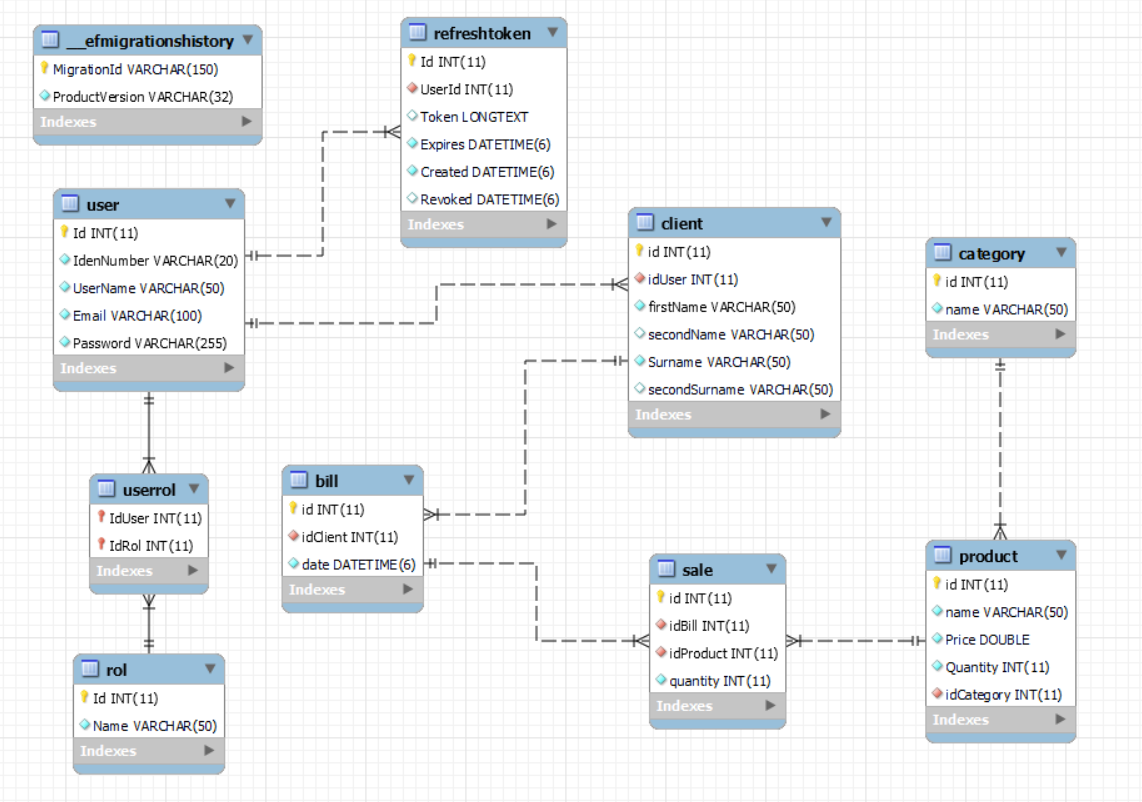 __efmigrationshistory
MigrationId VARCHAR(150)
ProductVersion VARCHAR(32)
Indexes
refreshtoken
Id INT(11)
UserId INT(11)
Token LONGTEXT
Expires DATETIME(6)
Created DATETIME(6)
Revoked DATETIME(6)
Indexes
user
Id INT(11)
IdenNumber VARCHAR(20)
UserName VARCHAR(50)
Email VARCHAR(100)
Password VARCHAR(255)
Indexes
client
id INT(11)
idUser INT(11)
firstName VARCHAR(50)
secondName VARCHAR(50)
Surname VARCHAR(50)
secondSurname VARCHAR(50)
Indexes
category
id INT(11)
name VARCHAR(50)
Indexes
userrol
IdUser INT(11)
IdRol INT(11)
Indexes
bill
id INT(11)
idClient INT(11)
date DATETIME(6)
Indexes
sale
id INT(11)
idBill INT(11)
idProduct INT(11)
quantity INT(11)
Indexes
product
id INT(11)
name VARCHAR(50)
Price DOUBLE
Quantity INT(11)
idCategory INT(11)
Indexes
rol
Id INT(11)
Name VARCHAR(50)
Indexes